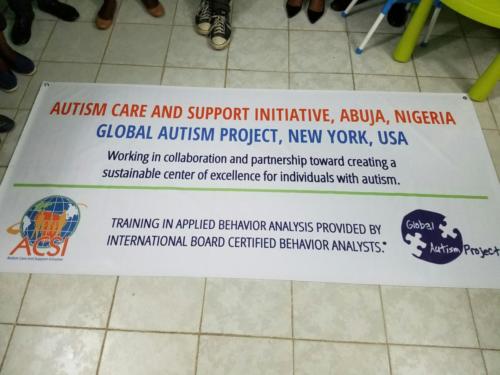 AUTISM CARE AND SUPPORT INITIATIVE, ABUJA, NIGERIA
GLOBAL AUTISM PROJECT, NEW YORK, USA
Working in collaboration and partnership toward creating a
sustainable center of excellence for individuals with autism.
ACSI
Autism Care and Support Initiative
TRAINING IN APPLIED BEHAVIOR ANALYSIS PROVIDED BY
INTERNATIONAL BOARD CERTIFIED BEHAVIOR ANALYSTS.*
Global
Autism Project